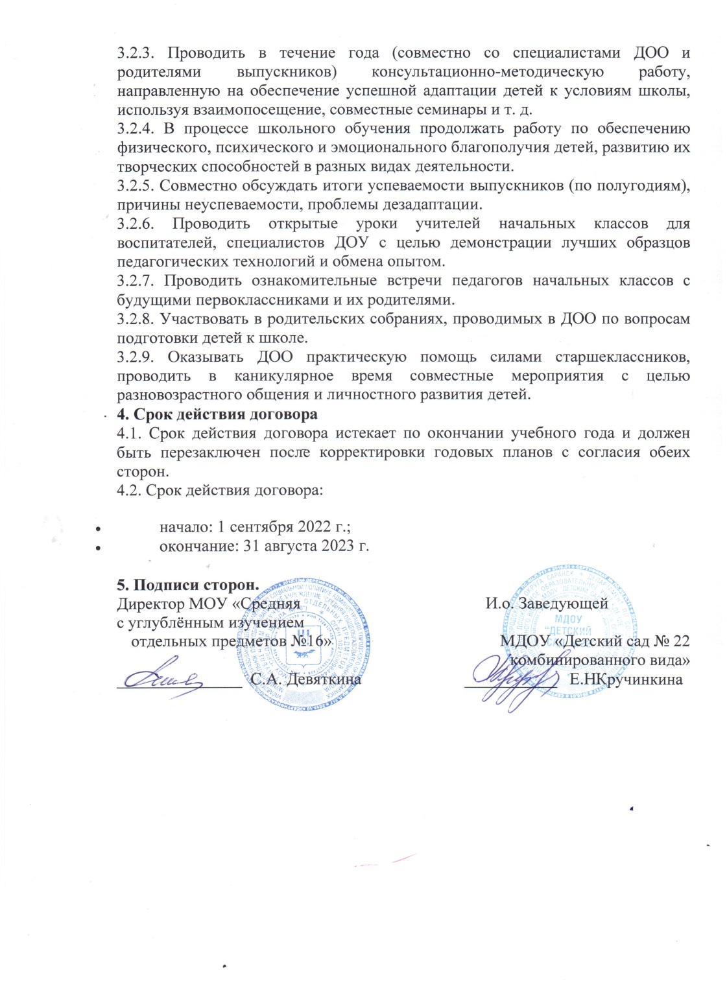 3.2.3. Проводить в течение года (совместно со специалистами ДОО и
родителями выпускников) консультационно-методическую работу,
направленную на обеспечение успешной адаптации детей к условиям школы,
используя взаимопосещение, совместные семинары и т. д.
3.2.4. В процессе школьного обучения продолжать работу по обеспечению
физического, психического и эмоционального благополучия детей, развитию их
творческих способностей в разных видах деятельности.
3.2.5. Совместно обсуждать итоги успеваемости выпускников (по полугодиям),
причины неуспеваемости, проблемы дезадаптации.
3.2.6. Проводить открытые уроки учителей начальных классов для
воспитателей, специалистов ДОУ с целью демонстрации лучших образцов
педагогических технологий и обмена опытом.
3.2.7. Проводить ознакомительные встречи педагогов начальных классов с
будущими первоклассниками и их родителями.
3.2.8. Участвовать в родительских собраниях, проводимых в ДОО по вопросам
подготовки детей к школе.
3.2.9. Оказывать ДОО практическую помощь силами старшеклассников,
проводить в каникулярное время совместные мероприятия с целью
разновозрастного общения и личностного развития детей.
4. Срок действия договора
4.1. Срок действия договора истекает по окончании учебного года и должен
быть перезаключен после корректировки годовых планов с согласия обеих
сторон.
4.2. Срок действия договора:
• начало: 1 сентября 2022 г.;
• окончание: 31 августа 2023 г.
5. Подписи сторон.
Директор МОУ «Средняя И.о. Заведующей
с углублённым изучением
отдельных предметов №16» МДОУ «Детский сад № 22
комбинированного вида»
С.А. Девяткина Е.НКручинкина
МДОУ
"ДЕТСКИЙ